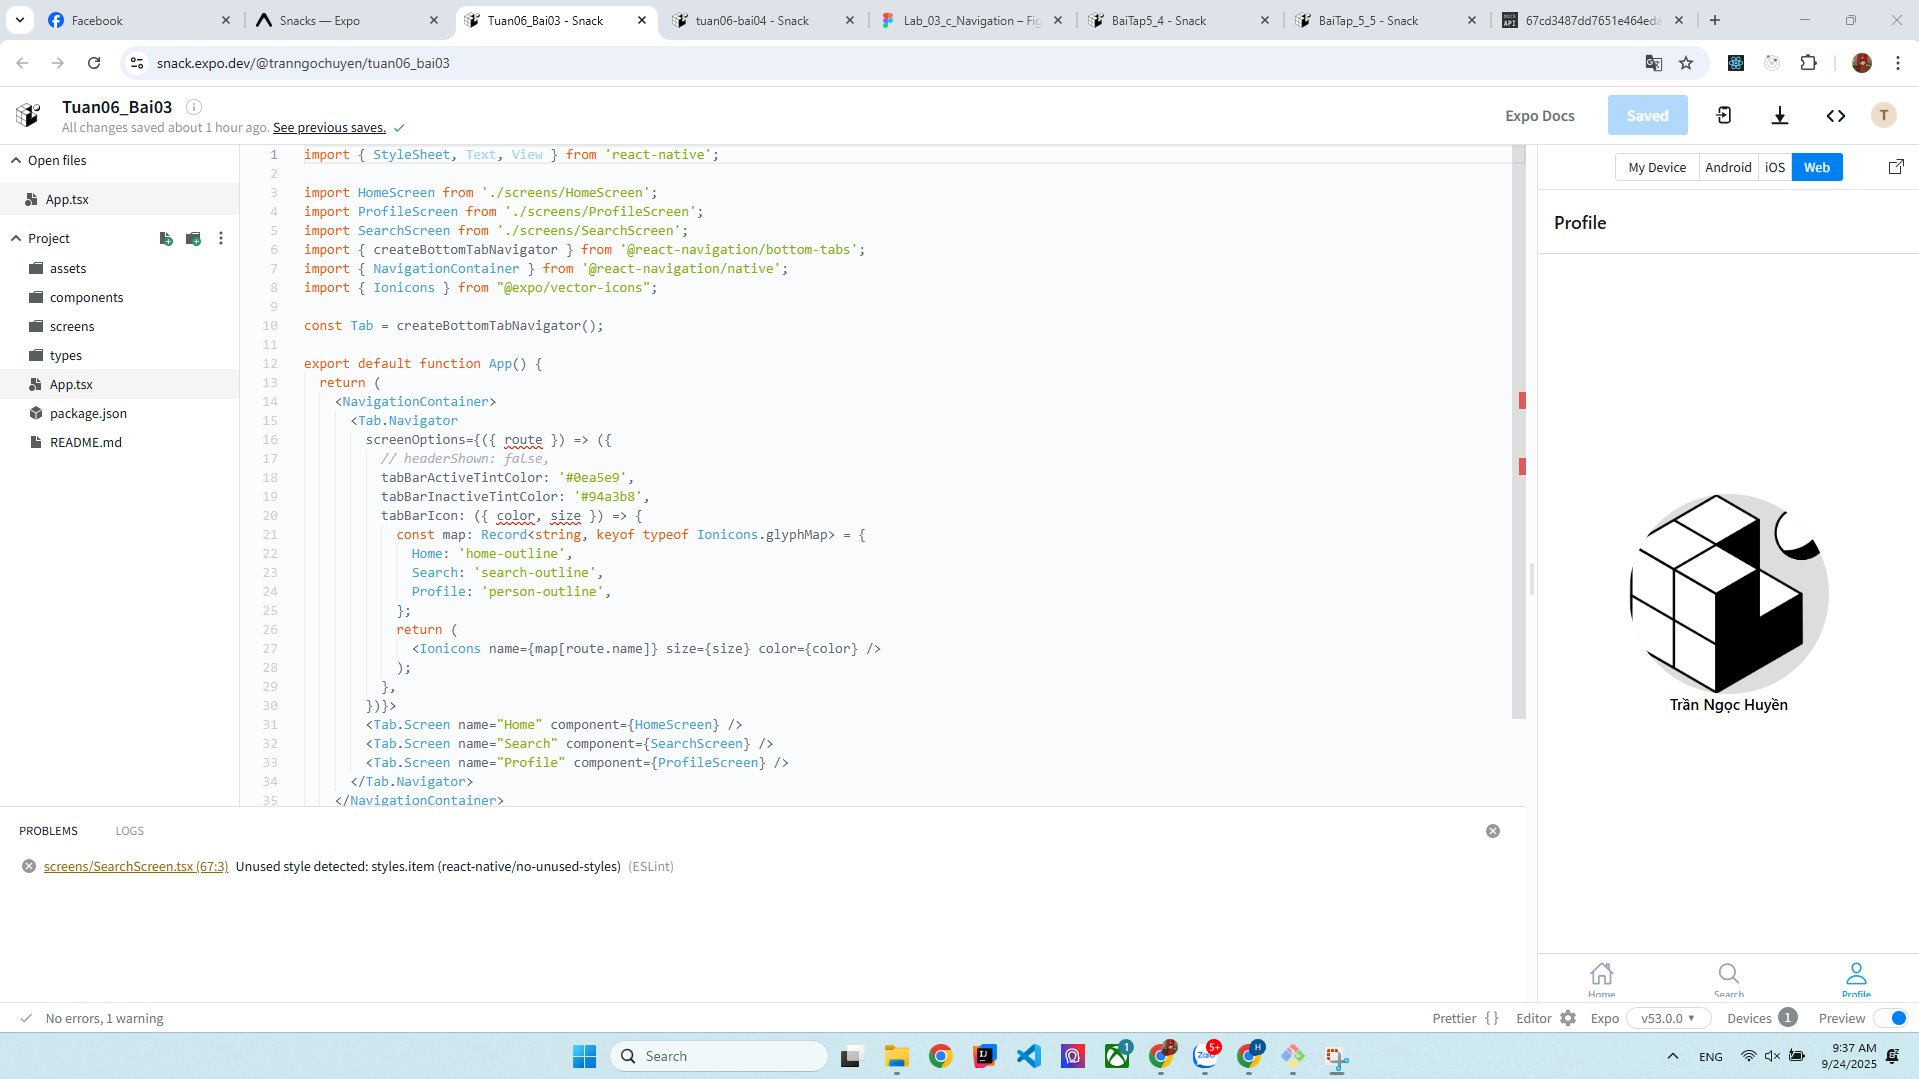 Facebook
Snacks — Expo
Tuan06_Bai03 - Snack
tuan06-bai04 - Snack
Lab_03_c_Navigation – Fig
BaiTap5_4 - Snack
BaiTap_5_5 - Snack
67cd3487dd7651e464eda
snack.expo.dev/@tranngochuyen/tuan06_bai03
Tuan06_Bai03
All changes saved about 1 hour ago. See previous saves.
Expo Docs
Saved
T
Open files
App.tsx
Project
assets
components
screens
types
App.tsx
package.json
README.md
1 import { StyleSheet, Text, View } from 'react-native';
2
3 import HomeScreen from './screens/HomeScreen';
4 import ProfileScreen from './screens/ProfileScreen';
5 import SearchScreen from './screens/SearchScreen';
6 import { createBottomTabNavigator } from '@react-navigation/bottom-tabs';
7 import { NavigationContainer } from '@react-navigation/native';
8 import { Ionicons } from "@expo/vector-icons";
9
10 const Tab = createBottomTabNavigator();
11
12 export default function App() {
13 return (
14 <NavigationContainer>
15 <Tab.Navigator
16 screenOptions={({ route }) => ({
17 // headerShown: false,
18 tabBarActiveTintColor: '#0ea5e9',
19 tabBarInactiveTintColor: '#94a3b8',
20 tabBarIcon: ({ color, size }) => {
21 const map: Record<string, keyof typeof Ionicons.glyphMap> = {
22 Home: 'home-outline',
23 Search: 'search-outline',
24 Profile: 'person-outline',
25 };
26 return (
27 <Ionicons name={map[route.name]} size={size} color={color} />
28 );
29 },
30 })}>
31 <Tab.Screen name="Home" component={HomeScreen} />
32 <Tab.Screen name="Search" component={SearchScreen} />
33 <Tab.Screen name="Profile" component={ProfileScreen} />
34 </Tab.Navigator>
35 </NavigationContainer>
My Device
Android
iOS
Web
Profile
Trần Ngọc Huyền
Home
Search
Profile
PROBLEMS
LOGS
screens/SearchScreen.tsx (67:3) Unused style detected: styles.item (react-native/no-unused-styles) (ESLint)
No errors, 1 warning
Prettier { }
Editor
Expo
v53.0.0
Devices 1
Preview
Search
1
Zalo
5+
H
ENG
9:37 AM
9/24/2025